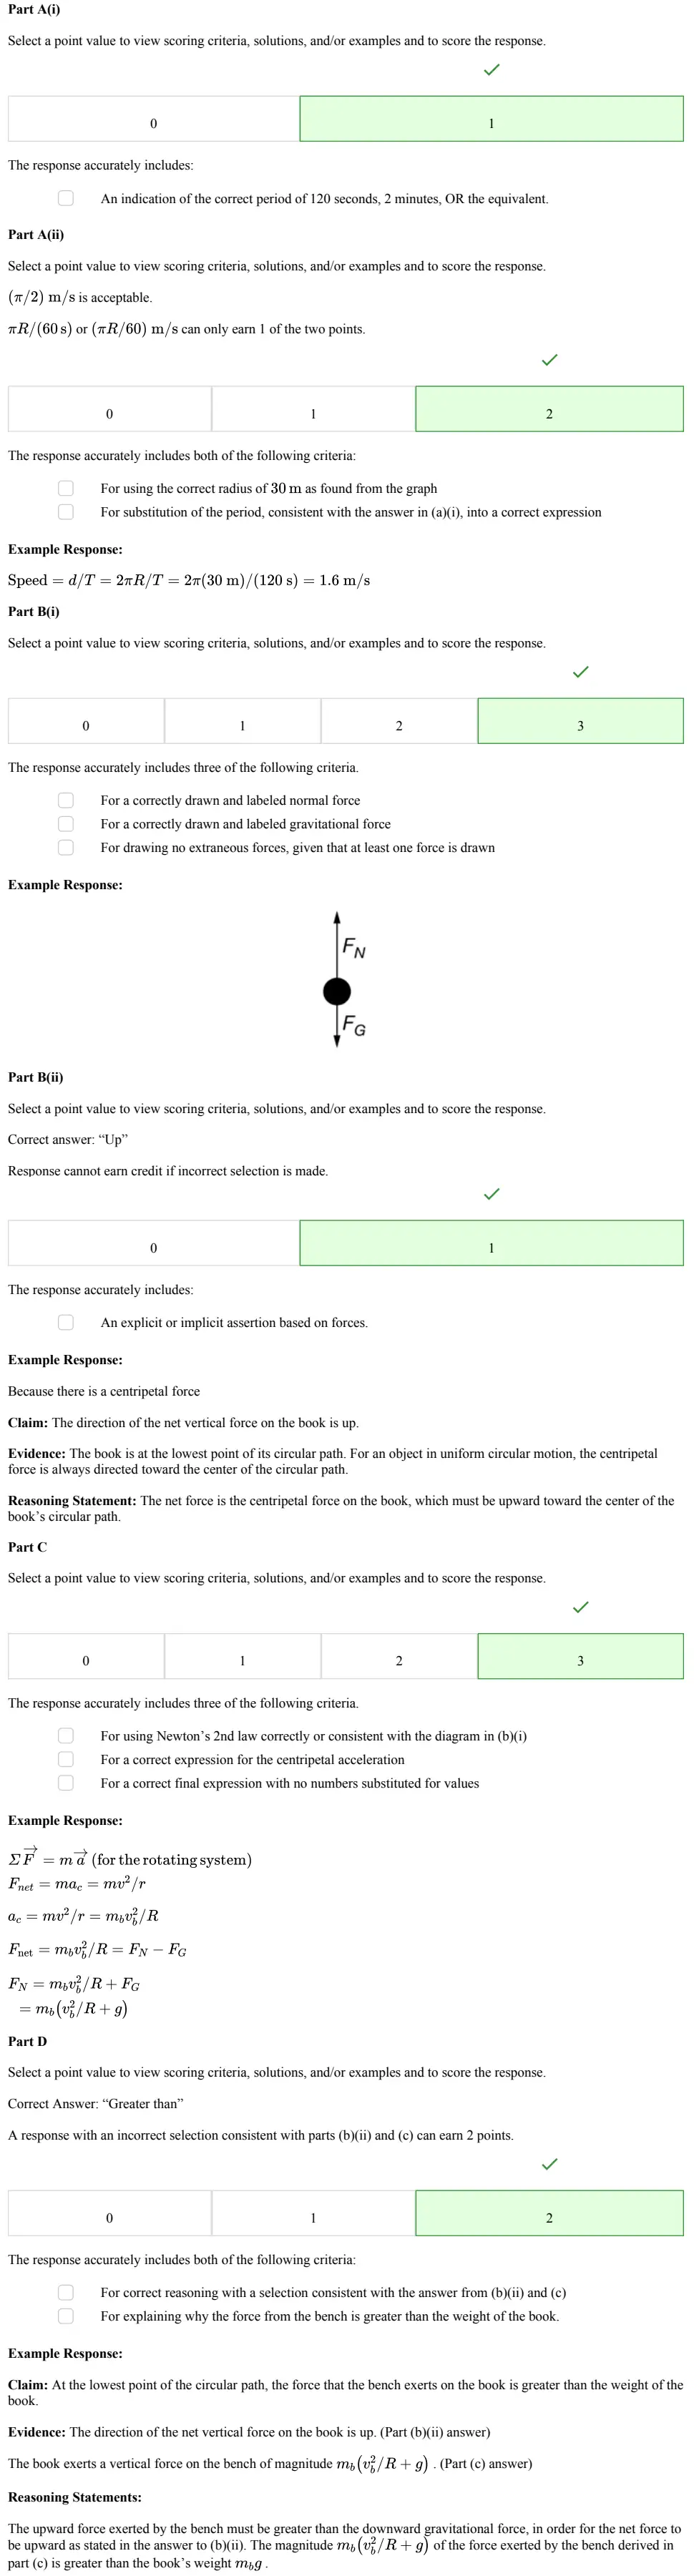 Part A(i)
Select a point value to view scoring criteria, solutions, and/or examples and to score the response.
0
1
The response accurately includes:
An indication of the correct period of 120 seconds, 2 minutes, OR the equivalent.
Part A(ii)
Select a point value to view scoring criteria, solutions, and/or examples and to score the response.
(π/2) m/s is acceptable.
πR/(60 s) or (πR/60) m/s can only earn 1 of the two points.
0
1
2
The response accurately includes both of the following criteria:
For using the correct radius of 30 m as found from the graph
For substitution of the period, consistent with the answer in (a)(i), into a correct expression
Example Response:
Speed = d/T = 2πR/T = 2π(30 m)/(120 s) = 1.6 m/s
Part B(i)
Select a point value to view scoring criteria, solutions, and/or examples and to score the response.
0
1
2
3
The response accurately includes three of the following criteria.
For a correctly drawn and labeled normal force
For a correctly drawn and labeled gravitational force
For drawing no extraneous forces, given that at least one force is drawn
Example Response:
F_N
F_G
Part B(ii)
Select a point value to view scoring criteria, solutions, and/or examples and to score the response.
Correct answer: “Up”
Response cannot earn credit if incorrect selection is made.
0
1
The response accurately includes:
An explicit or implicit assertion based on forces.
Example Response:
Because there is a centripetal force
Claim: The direction of the net vertical force on the book is up.
Evidence: The book is at the lowest point of its circular path. For an object in uniform circular motion, the centripetal
force is always directed toward the center of the circular path.
Reasoning Statement: The net force is the centripetal force on the book, which must be upward toward the center of the
book’s circular path.
Part C
Select a point value to view scoring criteria, solutions, and/or examples and to score the response.
0
1
2
3
The response accurately includes three of the following criteria.
For using Newton’s 2nd law correctly or consistent with the diagram in (b)(i)
For a correct expression for the centripetal acceleration
For a correct final expression with no numbers substituted for values
Example Response:
ΣF⃗ = ma⃗ (for the rotating system)
F_net = ma_c = mv²/r
a_c = mv²/r = m_b v_b²/R
F_net = m_b v_b²/R = F_N − F_G
F_N = m_b v_b²/R + F_G
= m_b(v_b²/R + g)
Part D
Select a point value to view scoring criteria, solutions, and/or examples and to score the response.
Correct Answer: “Greater than”
A response with an incorrect selection consistent with parts (b)(ii) and (c) can earn 2 points.
0
1
2
The response accurately includes both of the following criteria:
For correct reasoning with a selection consistent with the answer from (b)(ii) and (c)
For explaining why the force from the bench is greater than the weight of the book.
Example Response:
Claim: At the lowest point of the circular path, the force that the bench exerts on the book is greater than the weight of the
book.
Evidence: The direction of the net vertical force on the book is up. (Part (b)(ii) answer)
The book exerts a vertical force on the bench of magnitude m_b(v_b²/R + g) . (Part (c) answer)
Reasoning Statements:
The upward force exerted by the bench must be greater than the downward gravitational force, in order for the net force to
be upward as stated in the answer to (b)(ii). The magnitude m_b(v_b²/R + g) of the force exerted by the bench derived in
part (c) is greater than the book’s weight m_b g .